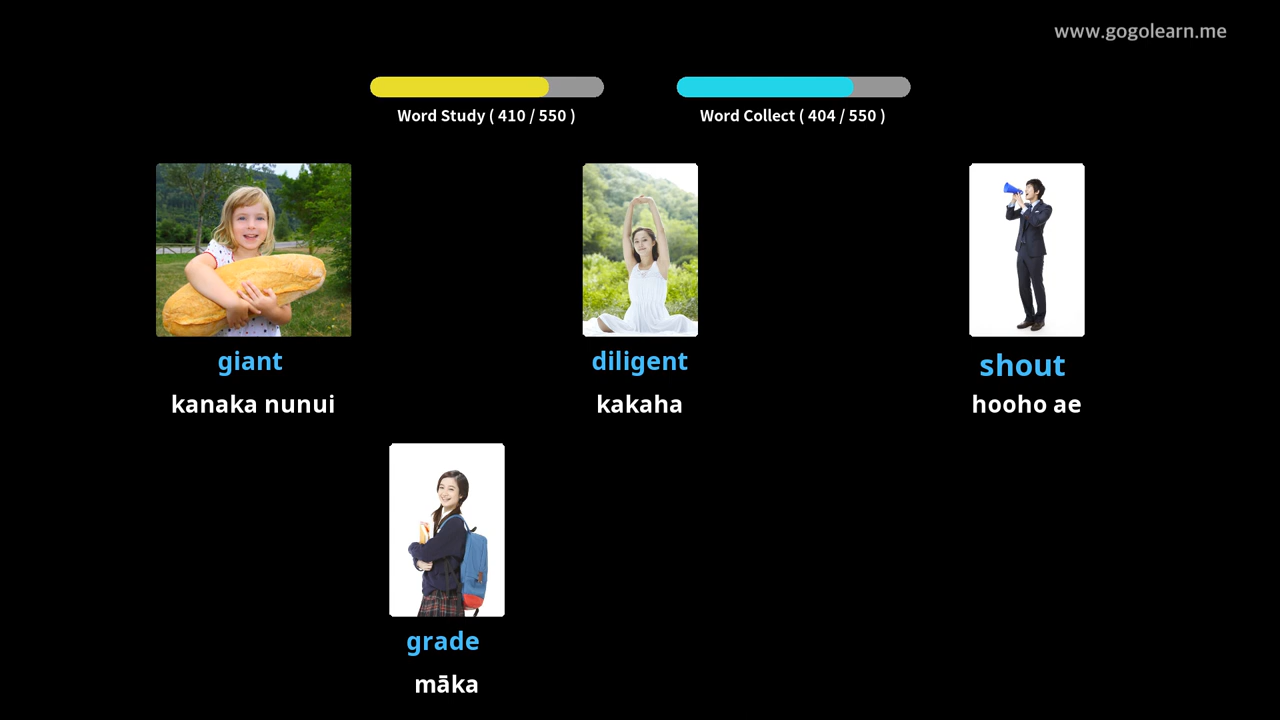 www.gogolearn.me
Word Study ( 410 / 550 )
Word Collect ( 404 / 550 )
giant
kanaka nunui
diligent
kakaha
shout
hooho ae
grade
māka